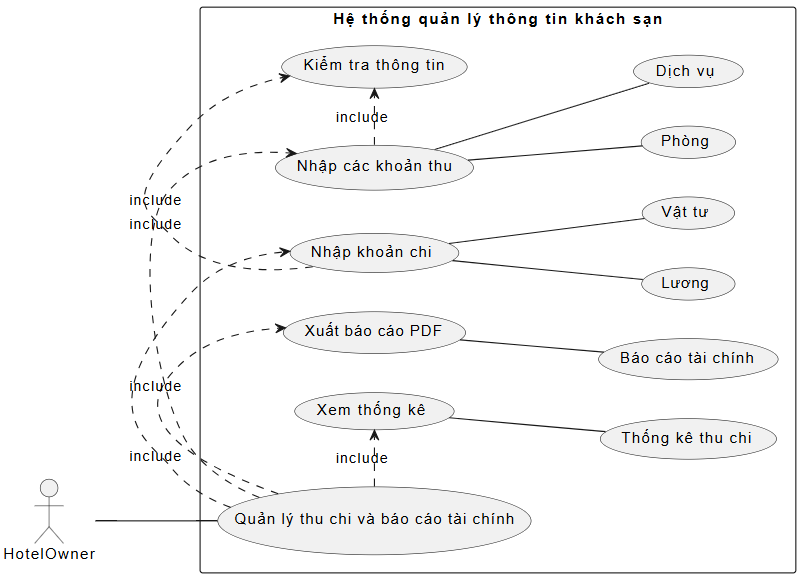 Hệ thống quản lý thông tin khách sạn
Kiểm tra thông tin
Dịch vụ
include
Phòng
Nhập các khoản thu
include
Vật tư
include
Nhập khoản chi
Lương
Xuất báo cáo PDF
Báo cáo tài chính
include
Xem thống kê
Thống kê thu chi
include
include
Quản lý thu chi và báo cáo tài chính
HotelOwner